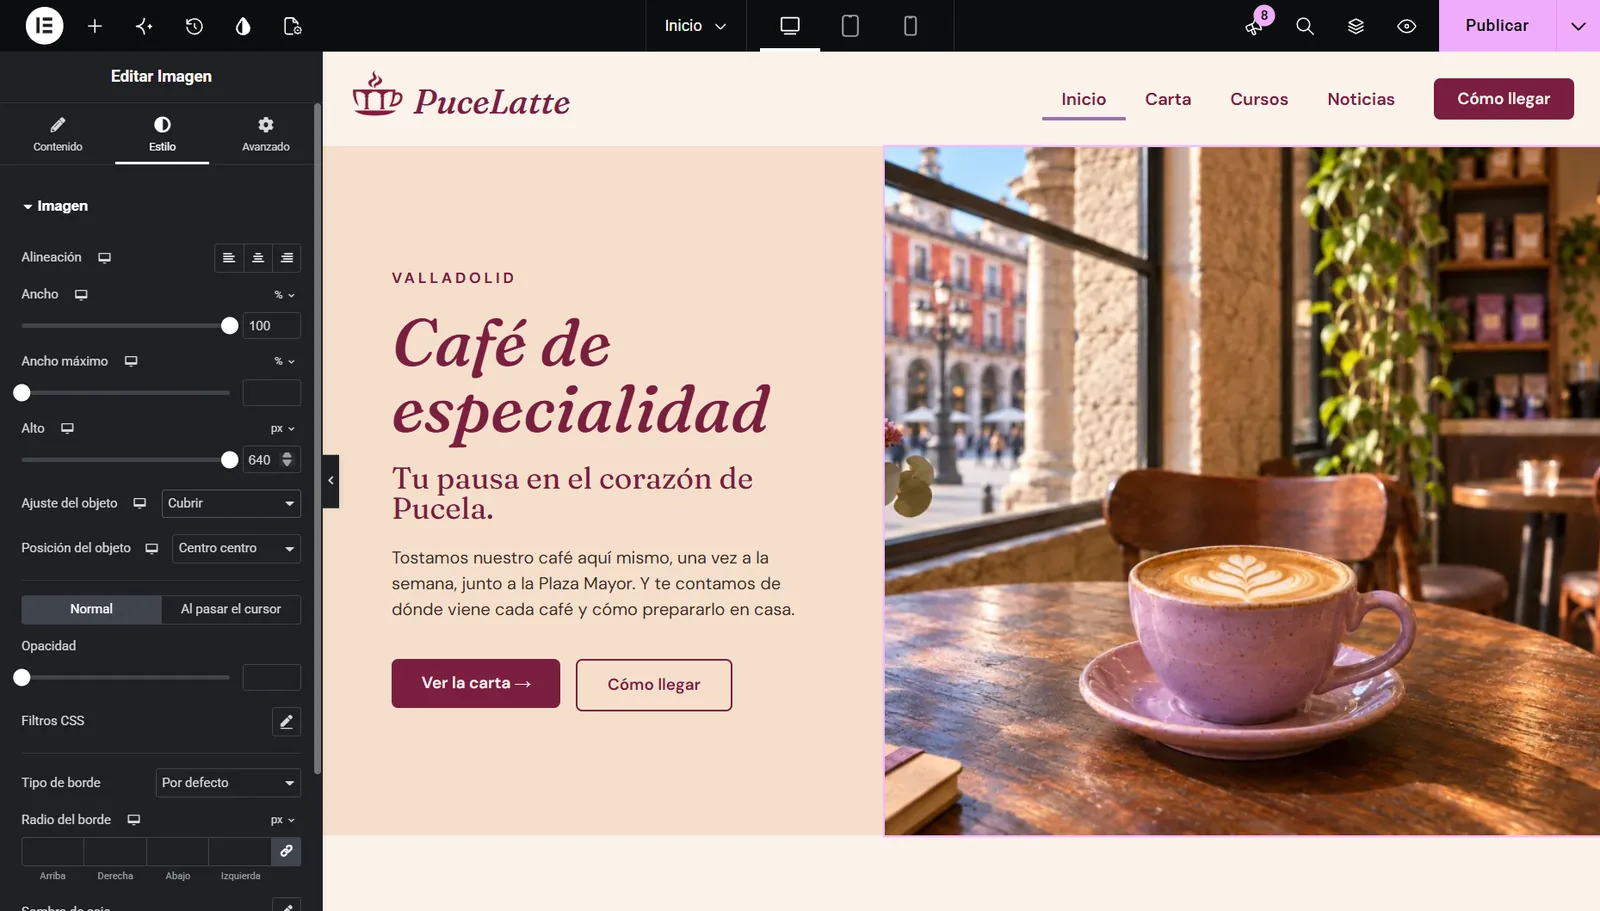 Inicio
8
Publicar
Editar Imagen
Contenido
Estilo
Avanzado
Imagen
Alineación
Ancho
%
100
Ancho máximo
%
Alto
px
640
Ajuste del objeto
Cubrir
Posición del objeto
Centro centro
Normal
Al pasar el cursor
Opacidad
Filtros CSS
Tipo de borde
Por defecto
Radio del borde
px
Arriba
Derecha
Abajo
Izquierda
PuceLatte
Inicio
Carta
Cursos
Noticias
Cómo llegar
VALLADOLID
Café de
especialidad
Tu pausa en el corazón de
Pucela.
Tostamos nuestro café aquí mismo, una vez a la
semana, junto a la Plaza Mayor. Y te contamos de
dónde viene cada café y cómo prepararlo en casa.
Ver la carta →
Cómo llegar